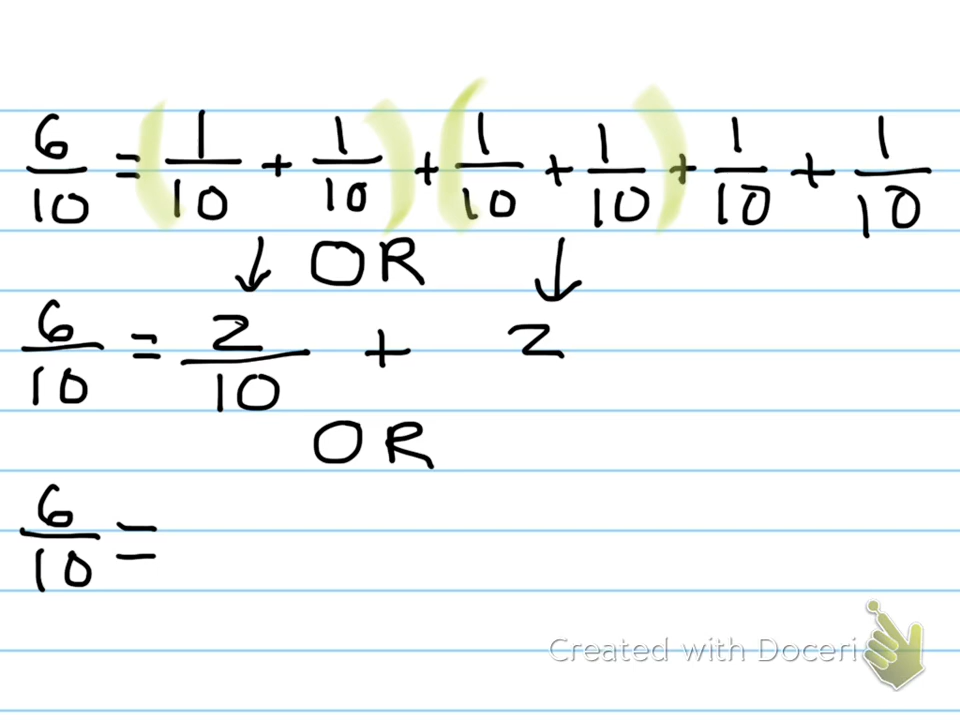 6/10 = (1/10 + 1/10) + (1/10 + 1/10) + 1/10 + 1/10
↓ OR ↓
6/10 = 2/10 + 2
OR
6/10 =
Created with Doceri